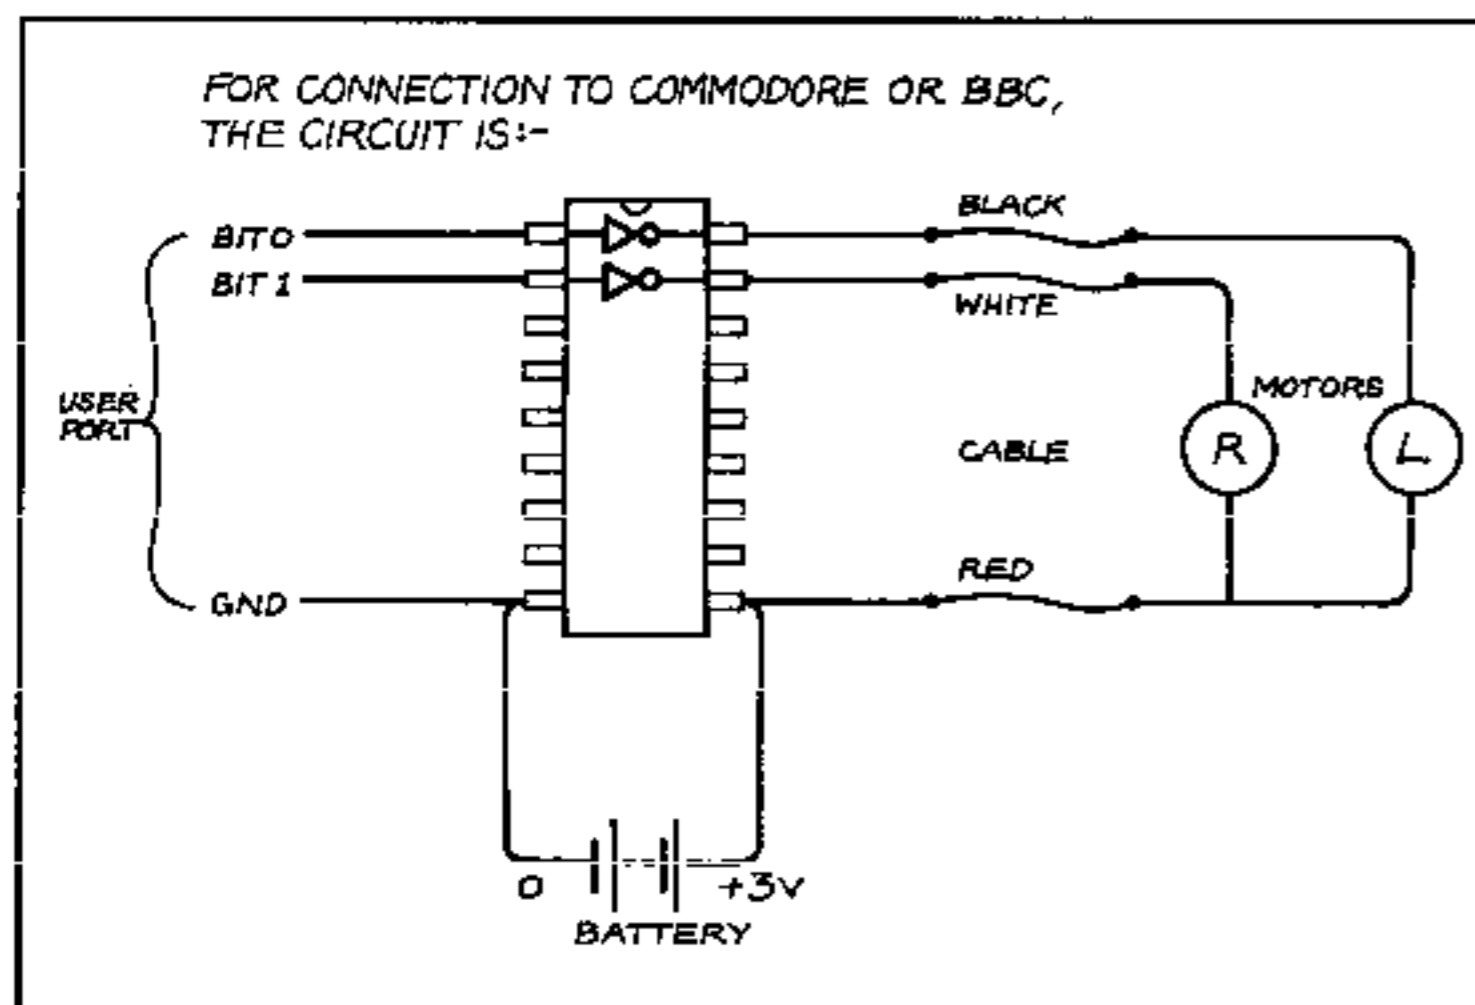 FOR CONNECTION TO COMMODORE OR BBC,
THE CIRCUIT IS:-
BIT 0
BIT 1
USER
PORT
GND
BLACK
WHITE
MOTORS
CABLE
R
L
RED
0
+3V
BATTERY